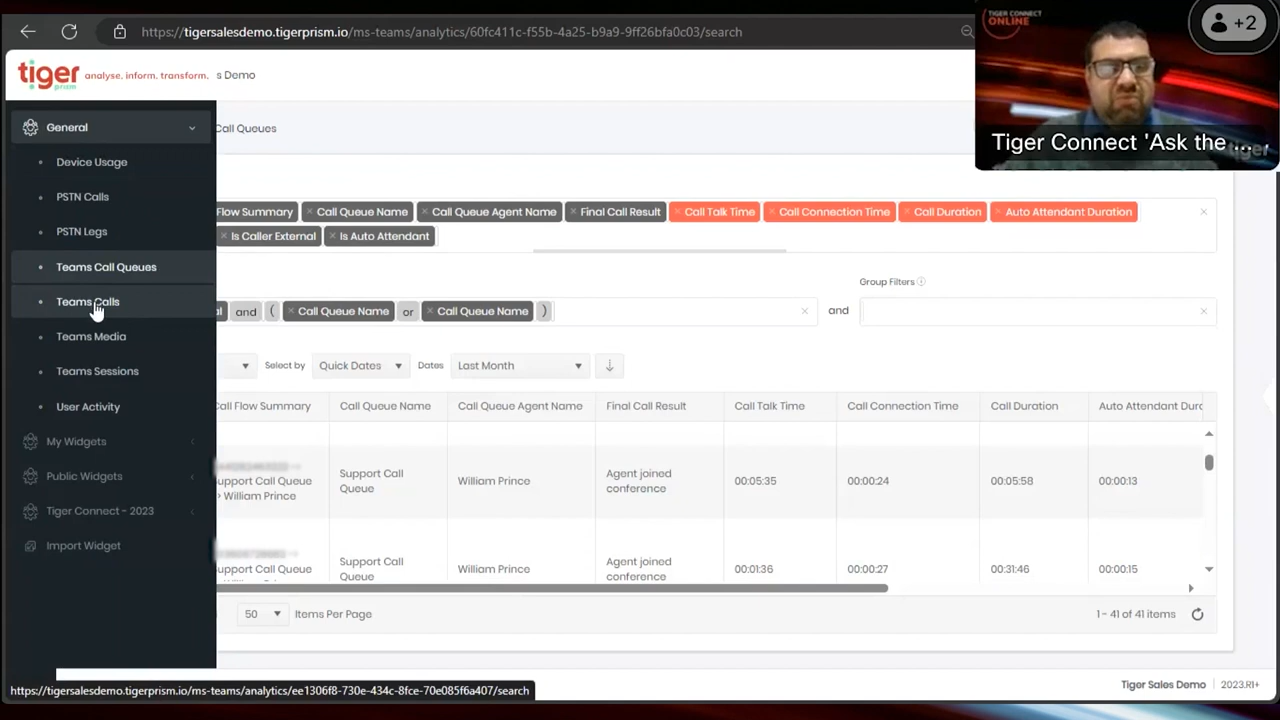 https://tigersalesdemo.tigerprism.io/ms-teams/analytics/60fc411c-f55b-4a25-b9a9-9ff26bfa0c03/search
TIGER CONNECT
ONLINE
+2
Tiger Connect 'Ask the ...
tiger
tiger
prism
analyse. inform. transform.
s Demo
General
Device Usage
PSTN Calls
PSTN Legs
Teams Call Queues
Teams Calls
Teams Media
Teams Sessions
User Activity
My Widgets
Public Widgets
Tiger Connect - 2023
Import Widget
Call Queues
Flow Summary × Call Queue Name × Call Queue Agent Name × Final Call Result × Call Talk Time × Call Connection Time × Call Duration × Auto Attendant Duration ×
× Is Caller External × Is Auto Attendant
Group Filters
al and ( × Call Queue Name or × Call Queue Name ) × and ×
Select by Quick Dates Dates Last Month
Call Flow Summary Call Queue Name Call Queue Agent Name Final Call Result Call Talk Time Call Connection Time Call Duration Auto Attendant Dura
Support Call Queue > William Prince
Support Call Queue
William Prince
Agent joined conference
00:05:35
00:00:24
00:05:58
00:00:13
Support Call Queue
Support Call Queue
William Prince
Agent joined conference
00:01:36
00:00:27
00:31:46
00:00:15
50 Items Per Page
1 - 41 of 41 items
https://tigersalesdemo.tigerprism.io/ms-teams/analytics/ee1306f8-730e-434c-8fce-70e085f6a407/search
Tiger Sales Demo 2023.R1+